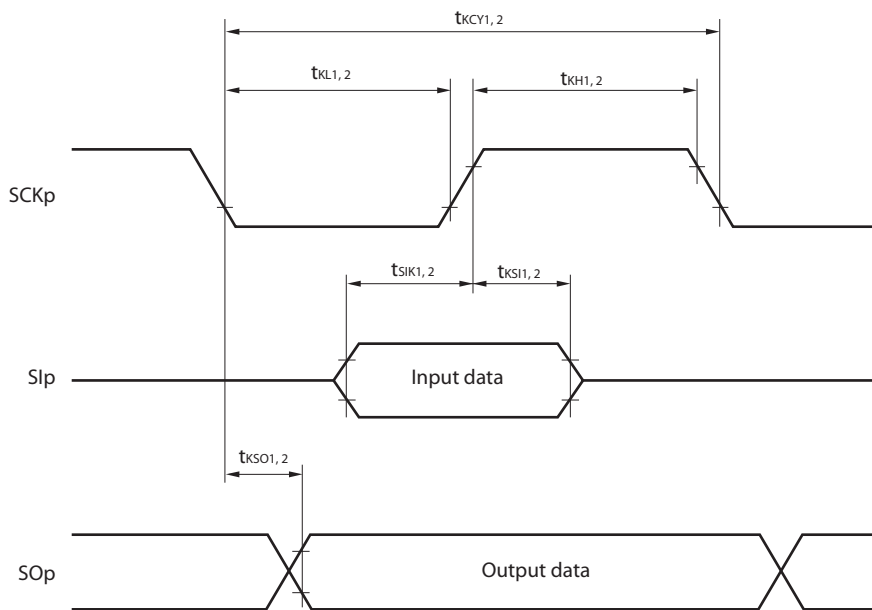 tKCY1, 2
tKL1, 2
tKH1, 2
SCKp
tSIK1, 2
tKSI1, 2
SIp
Input data
tKSO1, 2
SOp
Output data